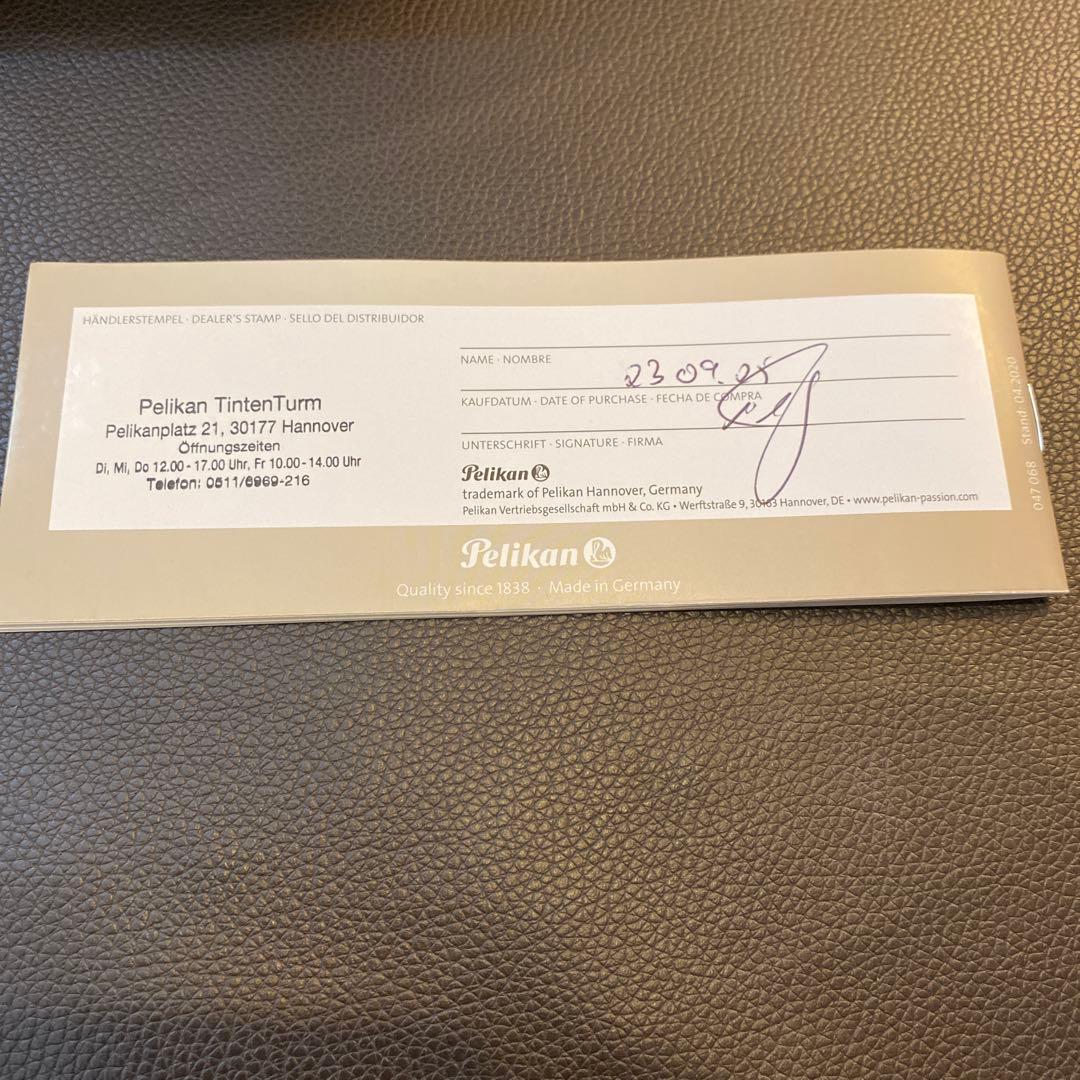 HÄNDLERSTEMPEL · DEALER'S STAMP · SELLO DEL DISTRIBUIDOR
Pelikan TintenTurm
Pelikanplatz 21, 30177 Hannover
Öffnungszeiten
Di, Mi, Do 12.00 - 17.00 Uhr, Fr 10.00 - 14.00 Uhr
Telefon: 0511/6969-216
NAME · NOMBRE
23 09. 25
KAUFDATUM · DATE OF PURCHASE · FECHA DE COMPRA
UNTERSCHRIFT · SIGNATURE · FIRMA
Pelikan
trademark of Pelikan Hannover, Germany
Pelikan Vertriebsgesellschaft mbH & Co. KG • Werftstraße 9, 30163 Hannover, DE • www.pelikan-passion.com
Pelikan
Quality since 1838 · Made in Germany
047 068 Stand: 04.2020